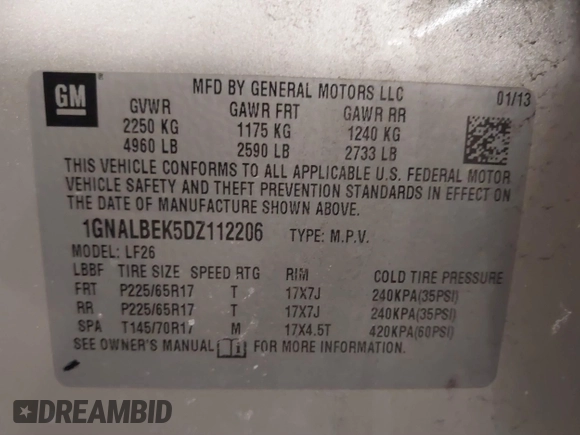 GM
MFD BY GENERAL MOTORS LLC 01/13
GVWR GAWR FRT GAWR RR
2250 KG 1175 KG 1240 KG
4960 LB 2590 LB 2733 LB
THIS VEHICLE CONFORMS TO ALL APPLICABLE U.S. FEDERAL MOTOR
VEHICLE SAFETY AND THEFT PREVENTION STANDARDS IN EFFECT ON
THE DATE OF MANUFACTURE SHOWN ABOVE.
1GNALBEK5DZ112206 TYPE: M.P.V.
MODEL: LF26
LBBF TIRE SIZE SPEED RTG RIM COLD TIRE PRESSURE
FRT P225/65R17 T 17X7J 240KPA(35PSI)
RR P225/65R17 T 17X7J 240KPA(35PSI)
SPA T145/70R17 M 17X4.5T 420KPA(60PSI)
SEE OWNER'S MANUAL FOR MORE INFORMATION.
DREAMBID